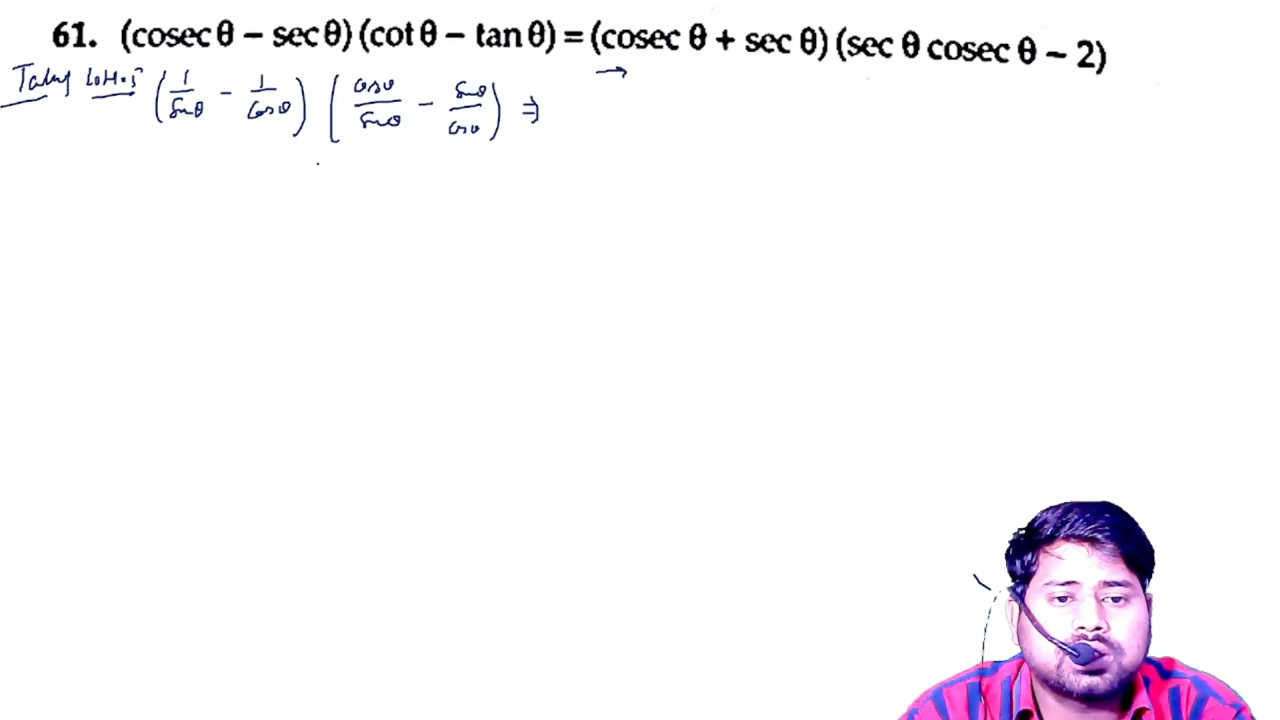 61. (cosec θ – sec θ) (cot θ – tan θ) = (cosec θ + sec θ) (sec θ cosec θ – 2)
Taking L.H.S (1/sinθ – 1/cosθ) (cosθ/sinθ – sinθ/cosθ) ⇒